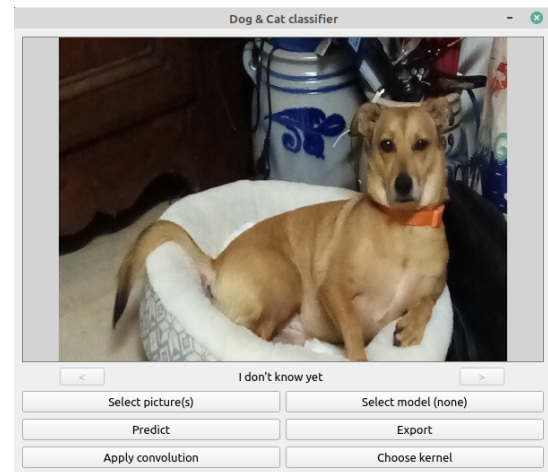 Dog & Cat classifier
< I don't know yet >
Select picture(s) Select model (none)
Predict Export
Apply convolution Choose kernel